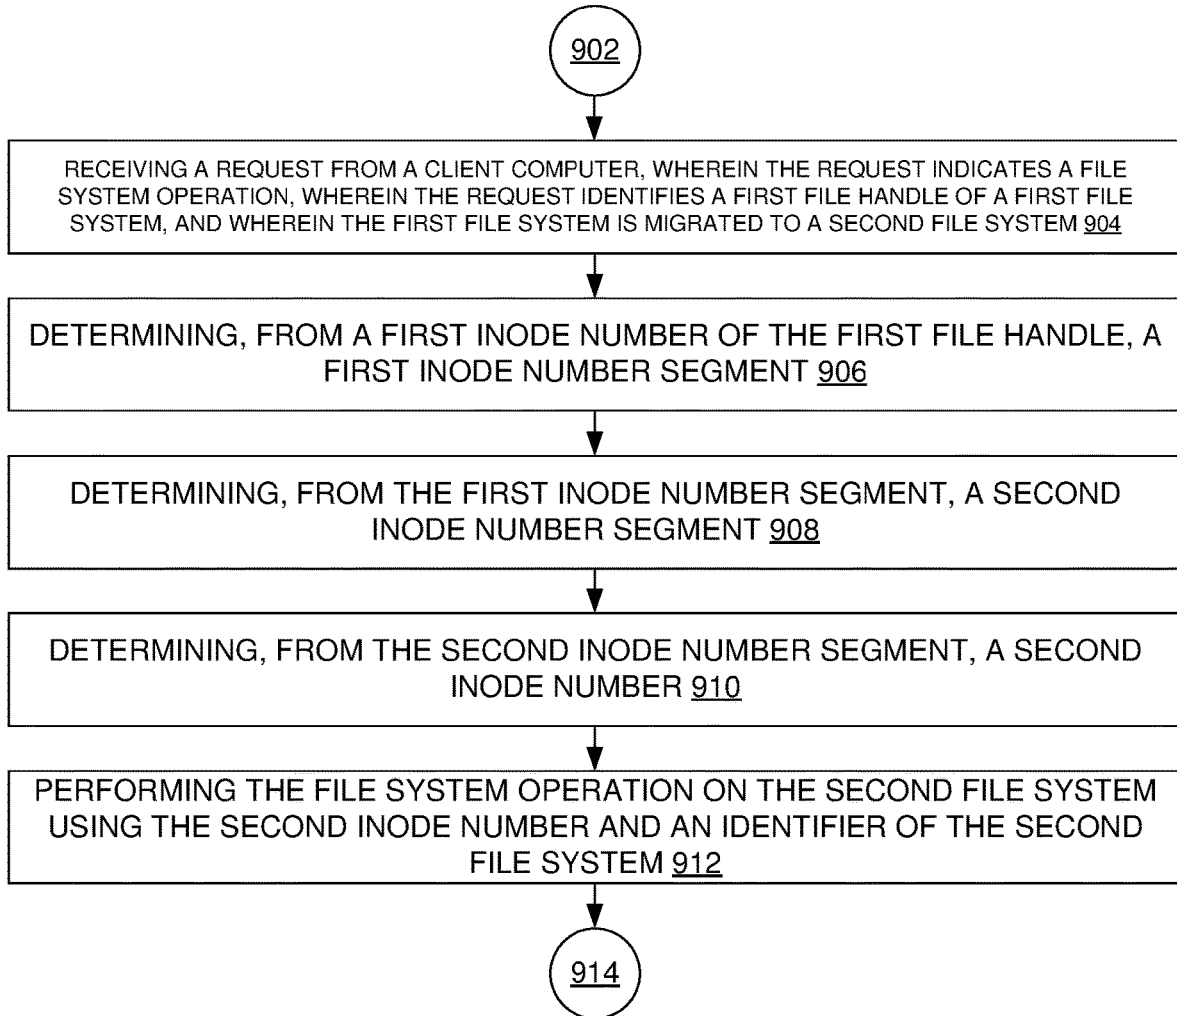 902
RECEIVING A REQUEST FROM A CLIENT COMPUTER, WHEREIN THE REQUEST INDICATES A FILE
SYSTEM OPERATION, WHEREIN THE REQUEST IDENTIFIES A FIRST FILE HANDLE OF A FIRST FILE
SYSTEM, AND WHEREIN THE FIRST FILE SYSTEM IS MIGRATED TO A SECOND FILE SYSTEM 904
DETERMINING, FROM A FIRST INODE NUMBER OF THE FIRST FILE HANDLE, A
FIRST INODE NUMBER SEGMENT 906
DETERMINING, FROM THE FIRST INODE NUMBER SEGMENT, A SECOND
INODE NUMBER SEGMENT 908
DETERMINING, FROM THE SECOND INODE NUMBER SEGMENT, A SECOND
INODE NUMBER 910
PERFORMING THE FILE SYSTEM OPERATION ON THE SECOND FILE SYSTEM
USING THE SECOND INODE NUMBER AND AN IDENTIFIER OF THE SECOND
FILE SYSTEM 912
914